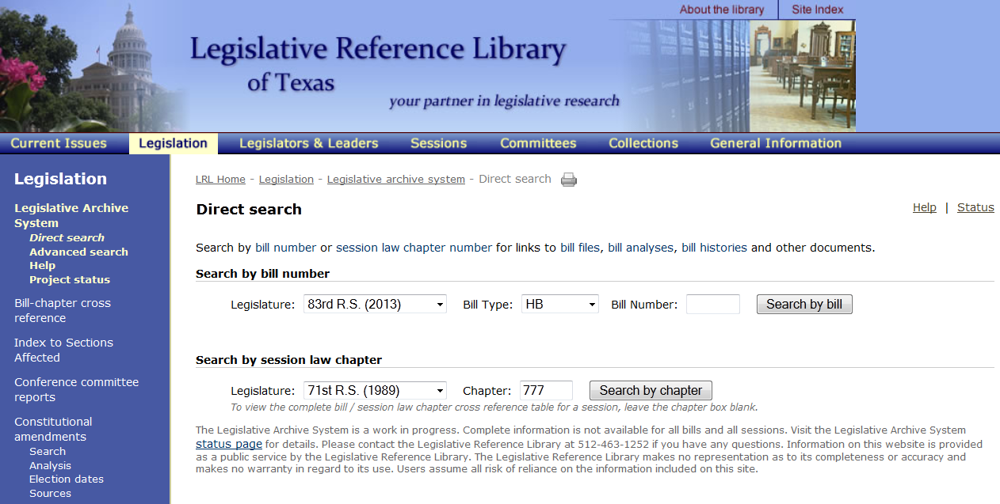 About the library
Site Index
Legislative Reference Library
of Texas
your partner in legislative research
Current Issues
Legislation
Legislators & Leaders
Sessions
Committees
Collections
General Information
Legislation
Legislative Archive
System
Direct search
Advanced search
Help
Project status
Bill-chapter cross
reference
Index to Sections
Affected
Conference committee
reports
Constitutional
amendments
Search
Analysis
Election dates
Sources
LRL Home - Legislation - Legislative archive system - Direct search
Direct search
Help | Status
Search by bill number or session law chapter number for links to bill files, bill analyses, bill histories and other documents.
Search by bill number
Legislature: 83rd R.S. (2013) Bill Type: HB Bill Number: Search by bill
Search by session law chapter
Legislature: 71st R.S. (1989) Chapter: 777 Search by chapter
To view the complete bill / session law chapter cross reference table for a session, leave the chapter box blank.
The Legislative Archive System is a work in progress. Complete information is not available for all bills and all sessions. Visit the Legislative Archive System
status page for details. Please contact the Legislative Reference Library at 512-463-1252 if you have any questions. Information on this website is provided
as a public service by the Legislative Reference Library. The Legislative Reference Library makes no representation as to its completeness or accuracy and
makes no warranty in regard to its use. Users assume all risk of reliance on the information included on this site.